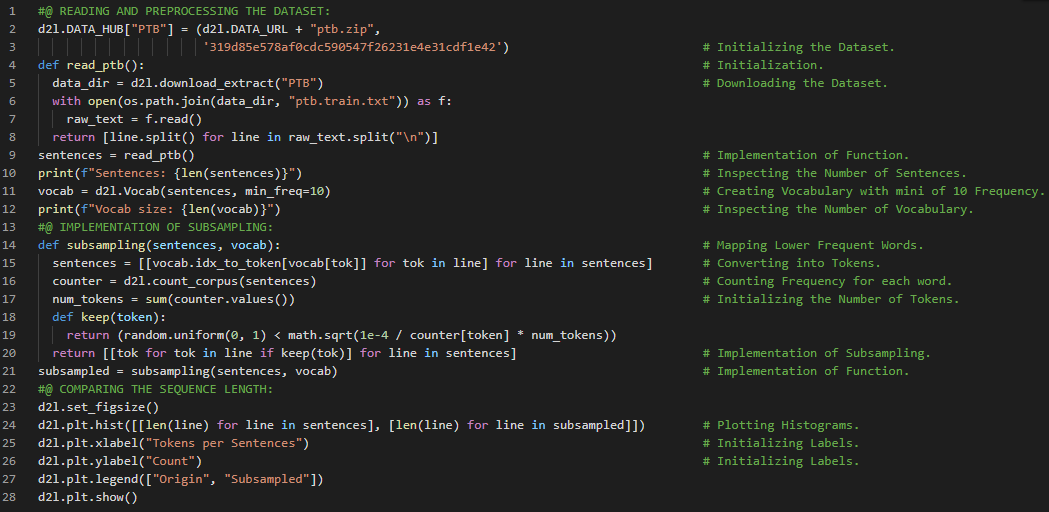 1 #@ READING AND PREPROCESSING THE DATASET:
2 d2l.DATA_HUB["PTB"] = (d2l.DATA_URL + "ptb.zip",
3 '319d85e578af0cdc590547f26231e4e31cdf1e42') # Initializing the Dataset.
4 def read_ptb(): # Initialization.
5 data_dir = d2l.download_extract("PTB") # Downloading the Dataset.
6 with open(os.path.join(data_dir, "ptb.train.txt")) as f:
7 raw_text = f.read()
8 return [line.split() for line in raw_text.split("\n")]
9 sentences = read_ptb() # Implementation of Function.
10 print(f"Sentences: {len(sentences)}") # Inspecting the Number of Sentences.
11 vocab = d2l.Vocab(sentences, min_freq=10) # Creating Vocabulary with mini of 10 Frequency.
12 print(f"Vocab size: {len(vocab)}") # Inspecting the Number of Vocabulary.
13 #@ IMPLEMENTATION OF SUBSAMPLING:
14 def subsampling(sentences, vocab): # Mapping Lower Frequent Words.
15 sentences = [[vocab.idx_to_token[vocab[tok]] for tok in line] for line in sentences] # Converting into Tokens.
16 counter = d2l.count_corpus(sentences) # Counting Frequency for each word.
17 num_tokens = sum(counter.values()) # Initializing the Number of Tokens.
18 def keep(token):
19 return (random.uniform(0, 1) < math.sqrt(1e-4 / counter[token] * num_tokens))
20 return [[tok for tok in line if keep(tok)] for line in sentences] # Implementation of Subsampling.
21 subsampled = subsampling(sentences, vocab) # Implementation of Function.
22 #@ COMPARING THE SEQUENCE LENGTH:
23 d2l.set_figsize()
24 d2l.plt.hist([[len(line) for line in sentences], [len(line) for line in subsampled]]) # Plotting Histograms.
25 d2l.plt.xlabel("Tokens per Sentences") # Initializing Labels.
26 d2l.plt.ylabel("Count") # Initializing Labels.
27 d2l.plt.legend(["Origin", "Subsampled"])
28 d2l.plt.show()